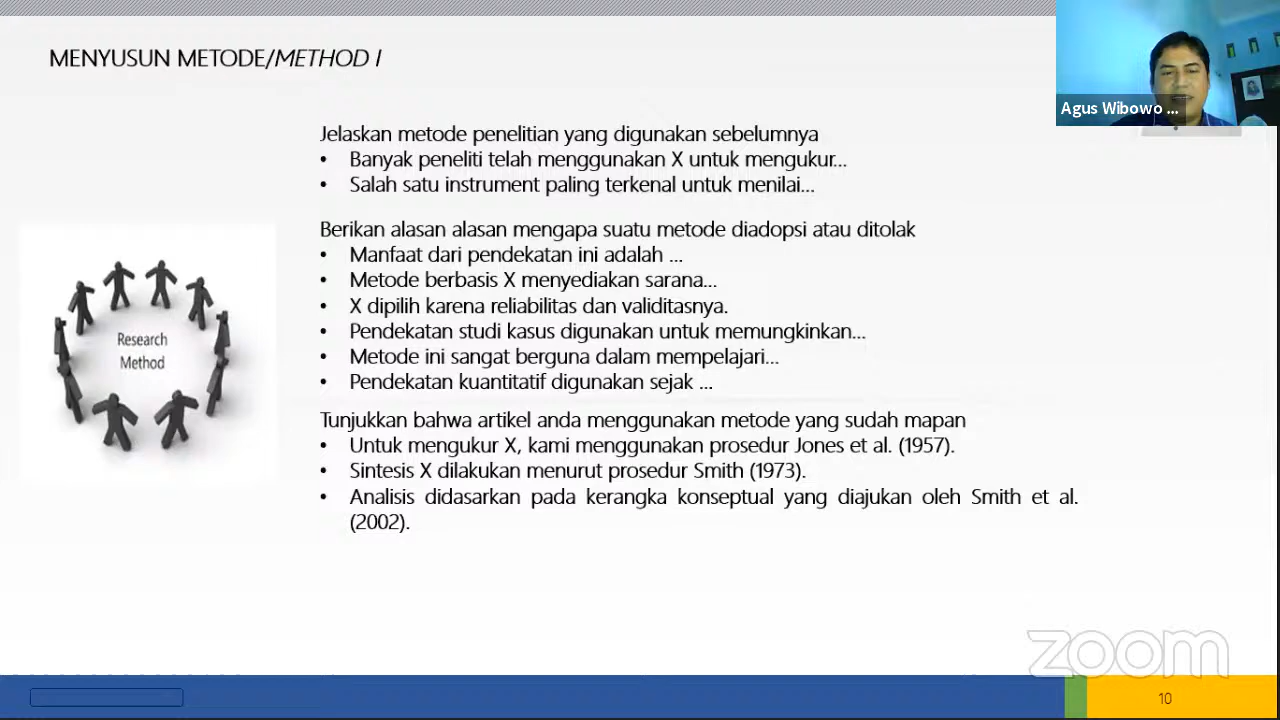 MENYUSUN METODE/METHOD I
Agus Wibowo ...
Jelaskan metode penelitian yang digunakan sebelumnya
• Banyak peneliti telah menggunakan X untuk mengukur...
• Salah satu instrument paling terkenal untuk menilai...
Berikan alasan alasan mengapa suatu metode diadopsi atau ditolak
• Manfaat dari pendekatan ini adalah ...
• Metode berbasis X menyediakan sarana...
• X dipilih karena reliabilitas dan validitasnya.
• Pendekatan studi kasus digunakan untuk memungkinkan...
• Metode ini sangat berguna dalam mempelajari...
• Pendekatan kuantitatif digunakan sejak ...
Research
Method
Tunjukkan bahwa artikel anda menggunakan metode yang sudah mapan
• Untuk mengukur X, kami menggunakan prosedur Jones et al. (1957).
• Sintesis X dilakukan menurut prosedur Smith (1973).
• Analisis didasarkan pada kerangka konseptual yang diajukan oleh Smith et al.
(2002).
zoom
10